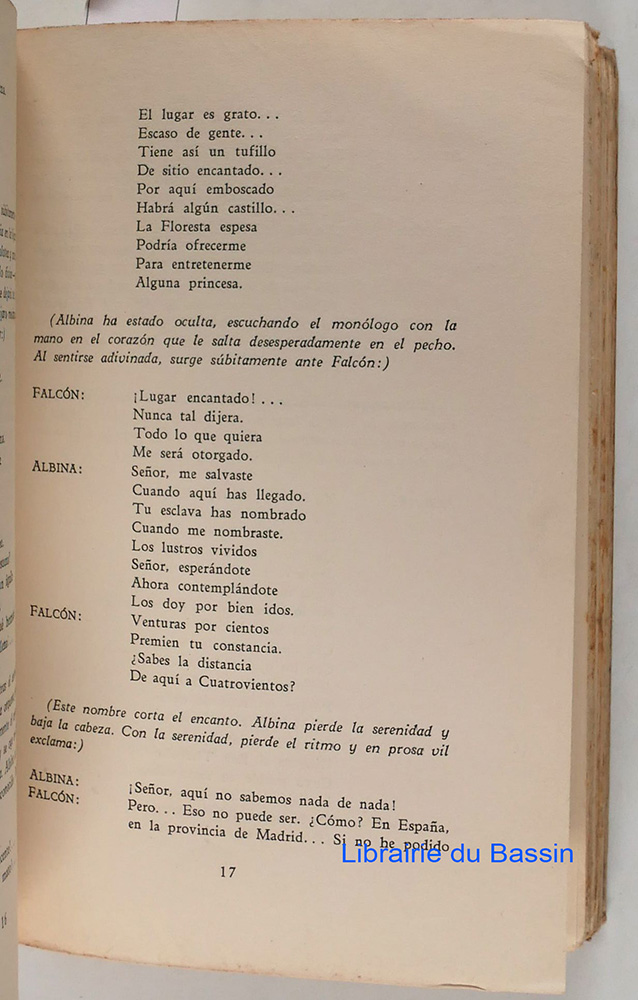 El lugar es grato. . .
Escaso de gente. . .
Tiene así un tufillo
De sitio encantado. . .
Por aquí emboscado
Habrá algún castillo. . .
La Floresta espesa
Podría ofrecerme
Para entretenerme
Alguna princesa.
(Albina ha estado oculta, escuchando el monólogo con la
mano en el corazón que le salta desesperadamente en el pecho.
Al sentirse adivinada, surge súbitamente ante Falcón:)
FALCÓN: ¡Lugar encantado! . . .
Nunca tal dijera.
Todo lo que quiera
Me será otorgado.
ALBINA: Señor, me salvaste
Cuando aquí has llegado.
Tu esclava has nombrado
Cuando me nombraste.
Los lustros vividos
Señor, esperándote
Ahora contemplándote
Los doy por bien idos.
FALCÓN: Venturas por cientos
Premien tu constancia.
¿Sabes la distancia
De aquí a Cuatrovientos?
(Este nombre corta el encanto. Albina pierde la serenidad y
baja la cabeza. Con la serenidad, pierde el ritmo y en prosa vil
exclama:)
ALBINA: ¡Señor, aquí no sabemos nada de nada!
FALCÓN: Pero. . . Eso no puede ser. ¿Cómo? En España,
en la provincia de Madrid. . . Si no he podido
Librairie du Bassin
17
16